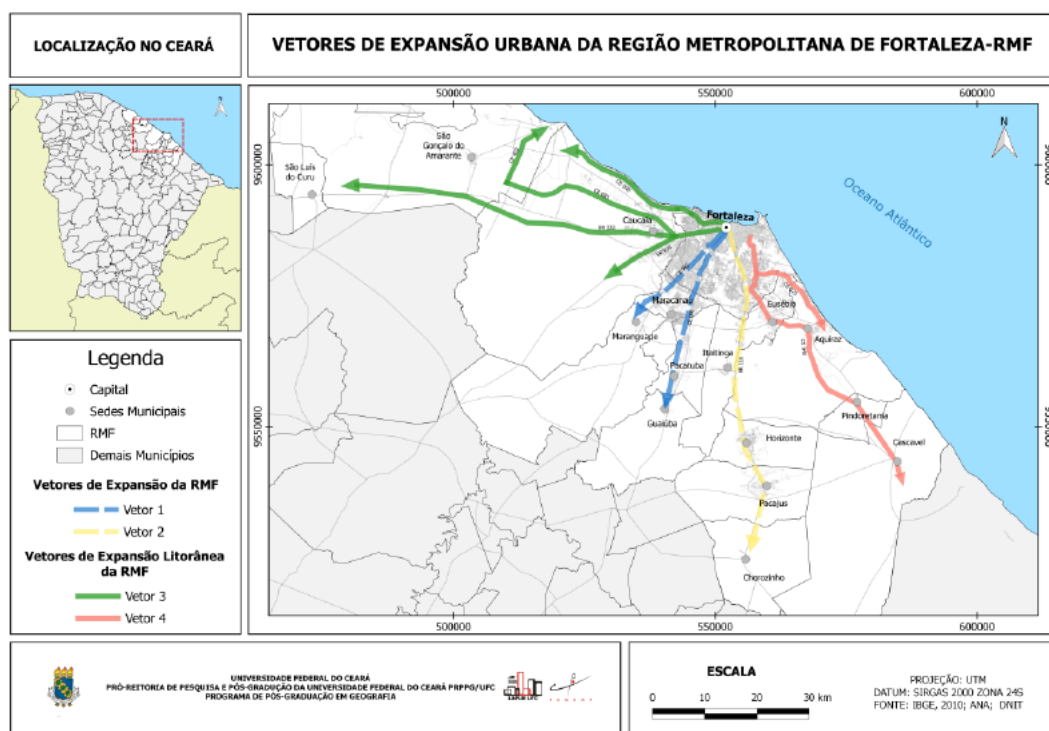 LOCALIZAÇÃO NO CEARÁ
VETORES DE EXPANSÃO URBANA DA REGIÃO METROPOLITANA DE FORTALEZA-RMF
500000
550000
600000
N
São
Gonçalo do
Amarante
São Luís
do Curu
9600000
9600000
Oceano Atlântico
Fortaleza
Caucaia
Maracanaú
Eusébio
Maranguape
Aquiraz
Itaitinga
Pacatuba
Pindoretama
9550000
9550000
Guaiúba
Horizonte
Cascavel
Pacajus
Chorozinho
500000
550000
600000
Legenda
Capital
Sedes Municipais
RMF
Demais Municípios
Vetores de Expansão da RMF
Vetor 1
Vetor 2
Vetores de Expansão Litorânea
da RMF
Vetor 3
Vetor 4
UNIVERSIDADE FEDERAL DO CEARÁ
PRÓ-REITORIA DE PESQUISA E PÓS-GRADUÇÃO DA UNIVERSIDADE FEDERAL DO CEARÁ PRPPG/UFC
PROGRAMA DE PÓS-GRADUAÇÃO EM GEOGRAFIA
ESCALA
0 10 20 30 km
PROJEÇÃO: UTM
DATUM: SIRGAS 2000 ZONA 24S
FONTE: IBGE, 2010; ANA; DNIT